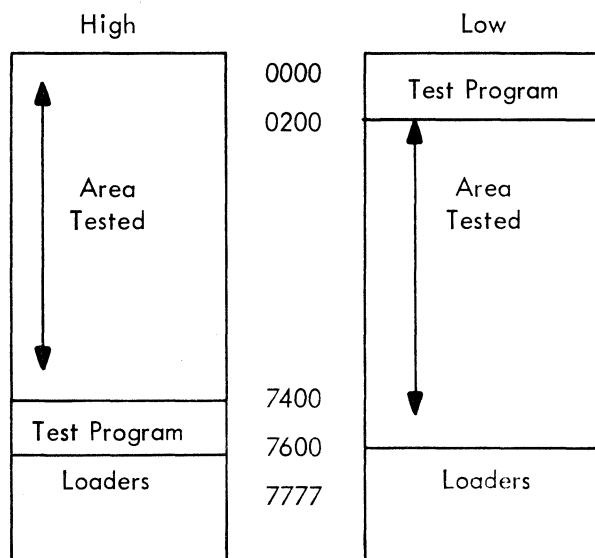 High
Low
0000
Test Program
0200
Area
Tested
Area
Tested
7400
Test Program
7600
Loaders
Loaders
7777